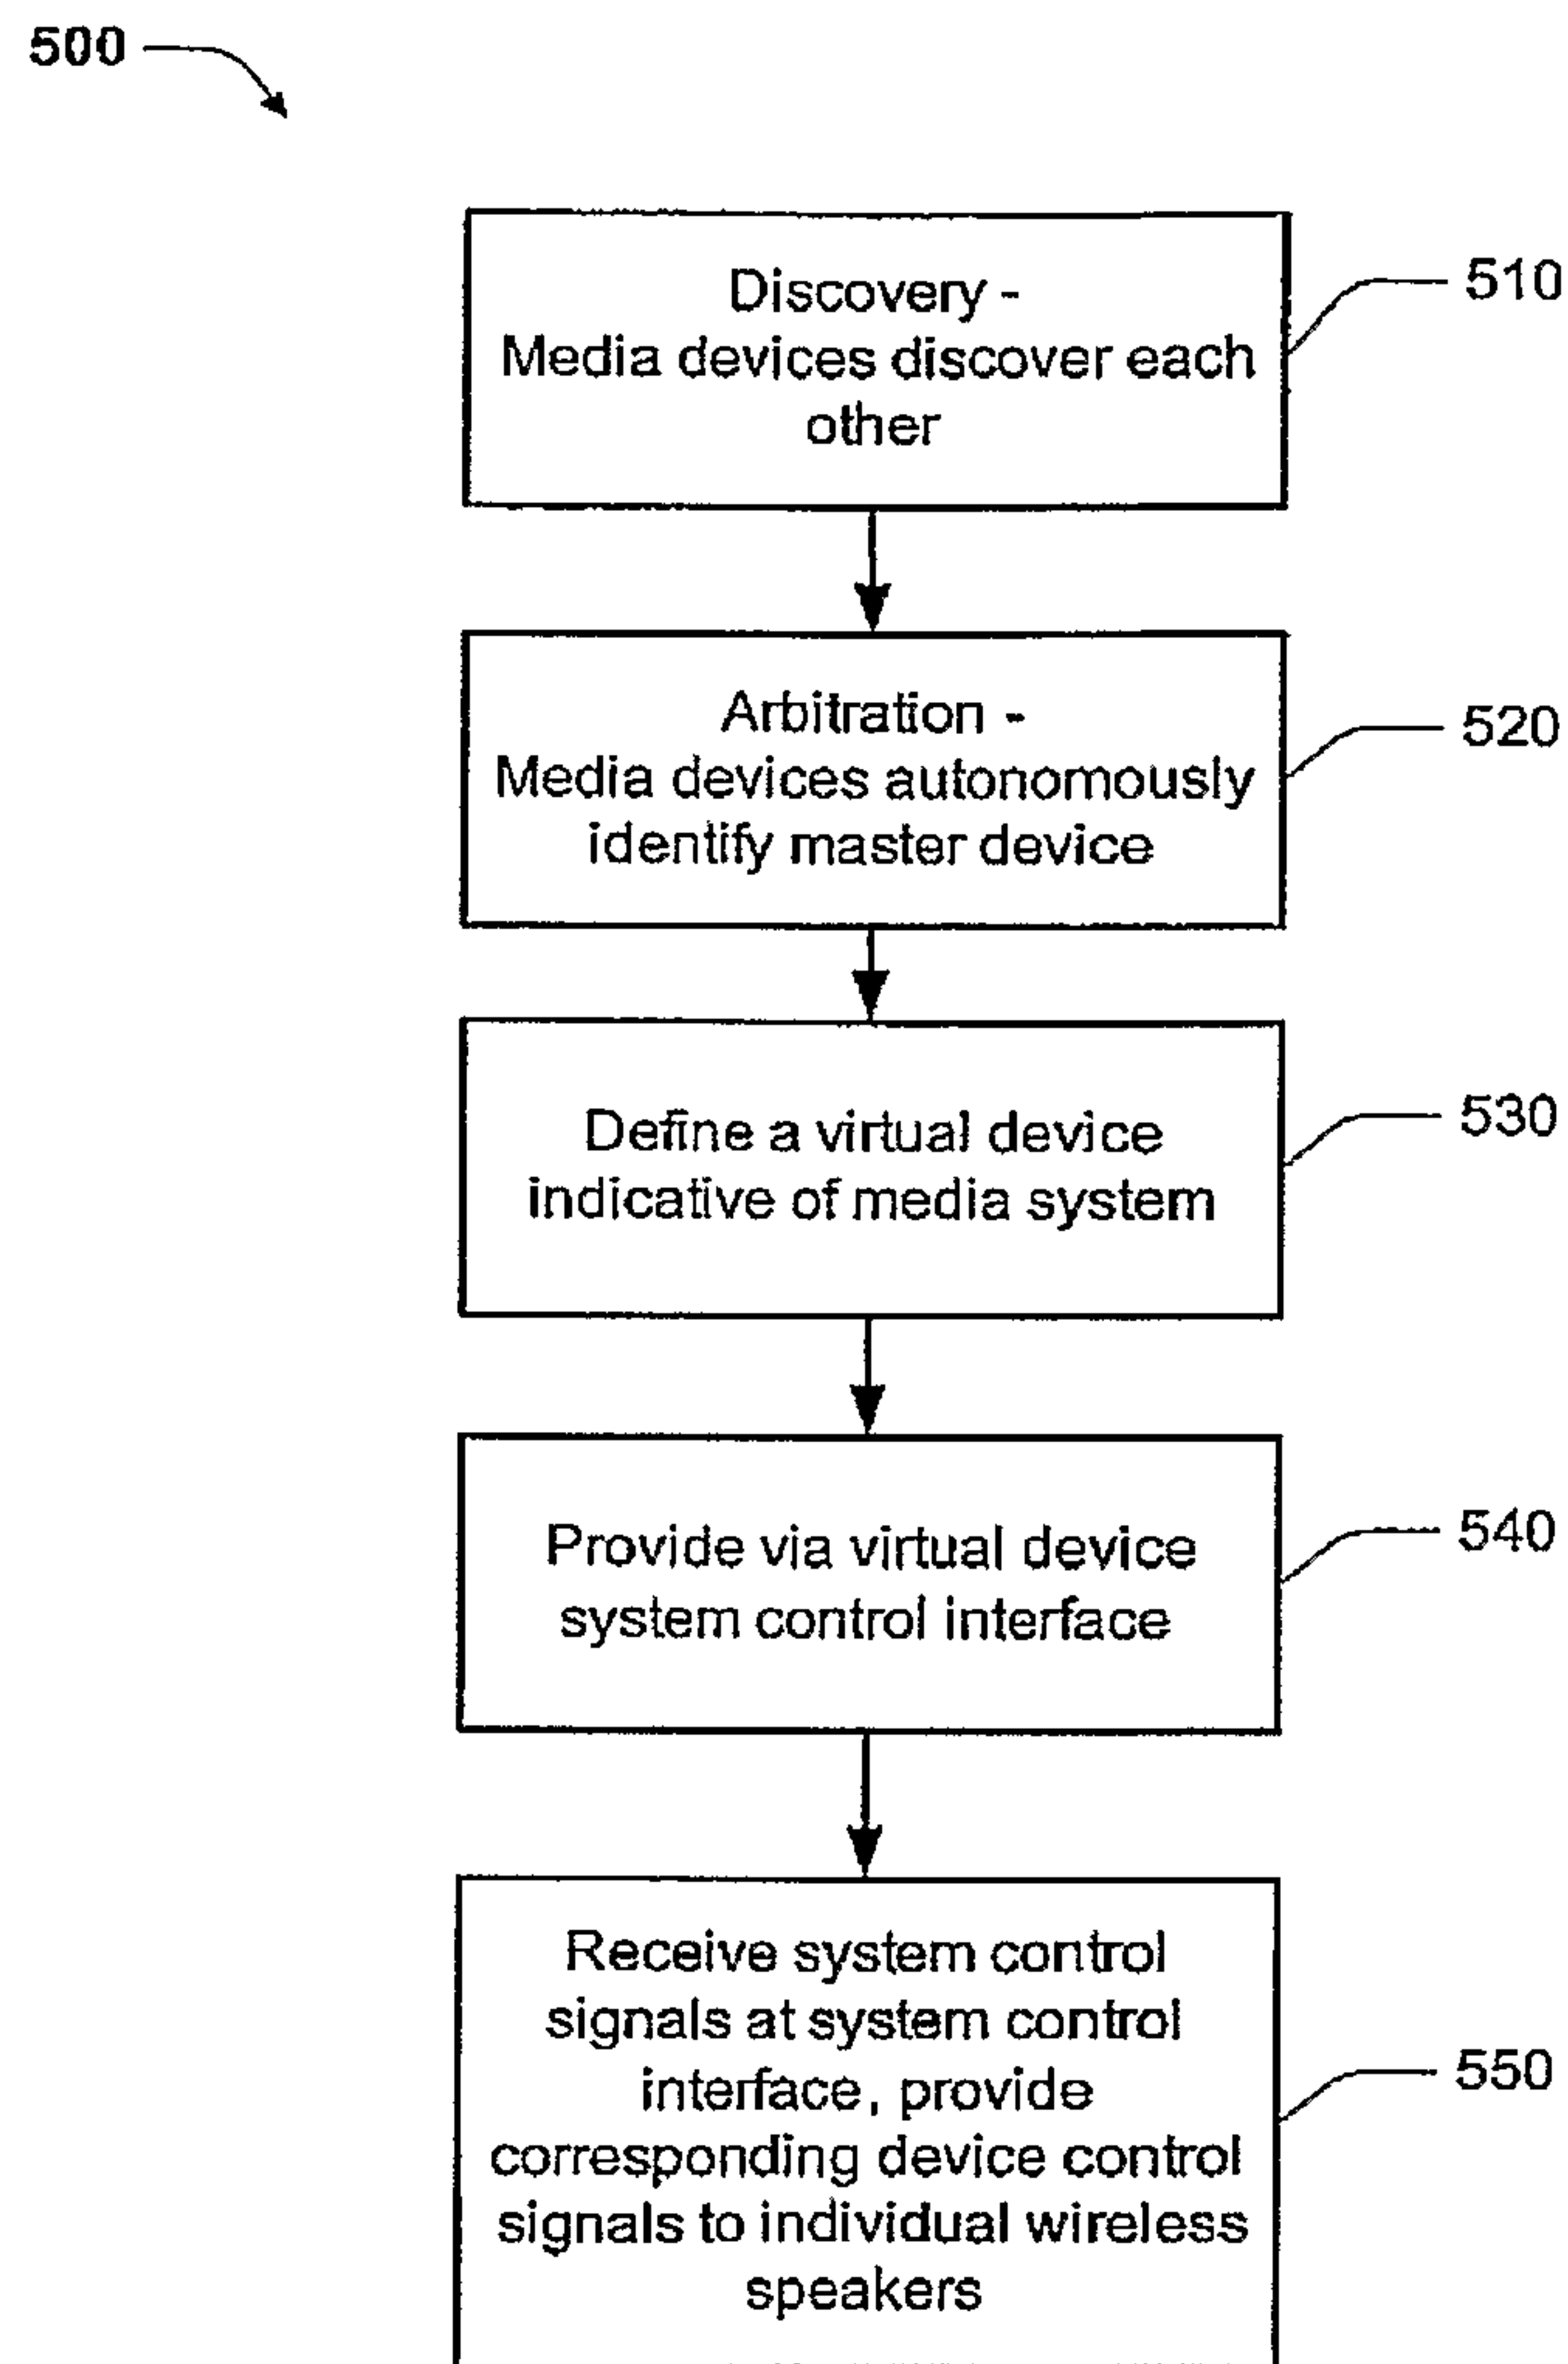 500
Discovery -
Media devices discover each
other
510
Arbitration -
Media devices autonomously
identify master device
520
Define a virtual device
indicative of media system
530
Provide via virtual device
system control interface
540
Receive system control
signals at system control
interface, provide
corresponding device control
signals to individual wireless
speakers
550